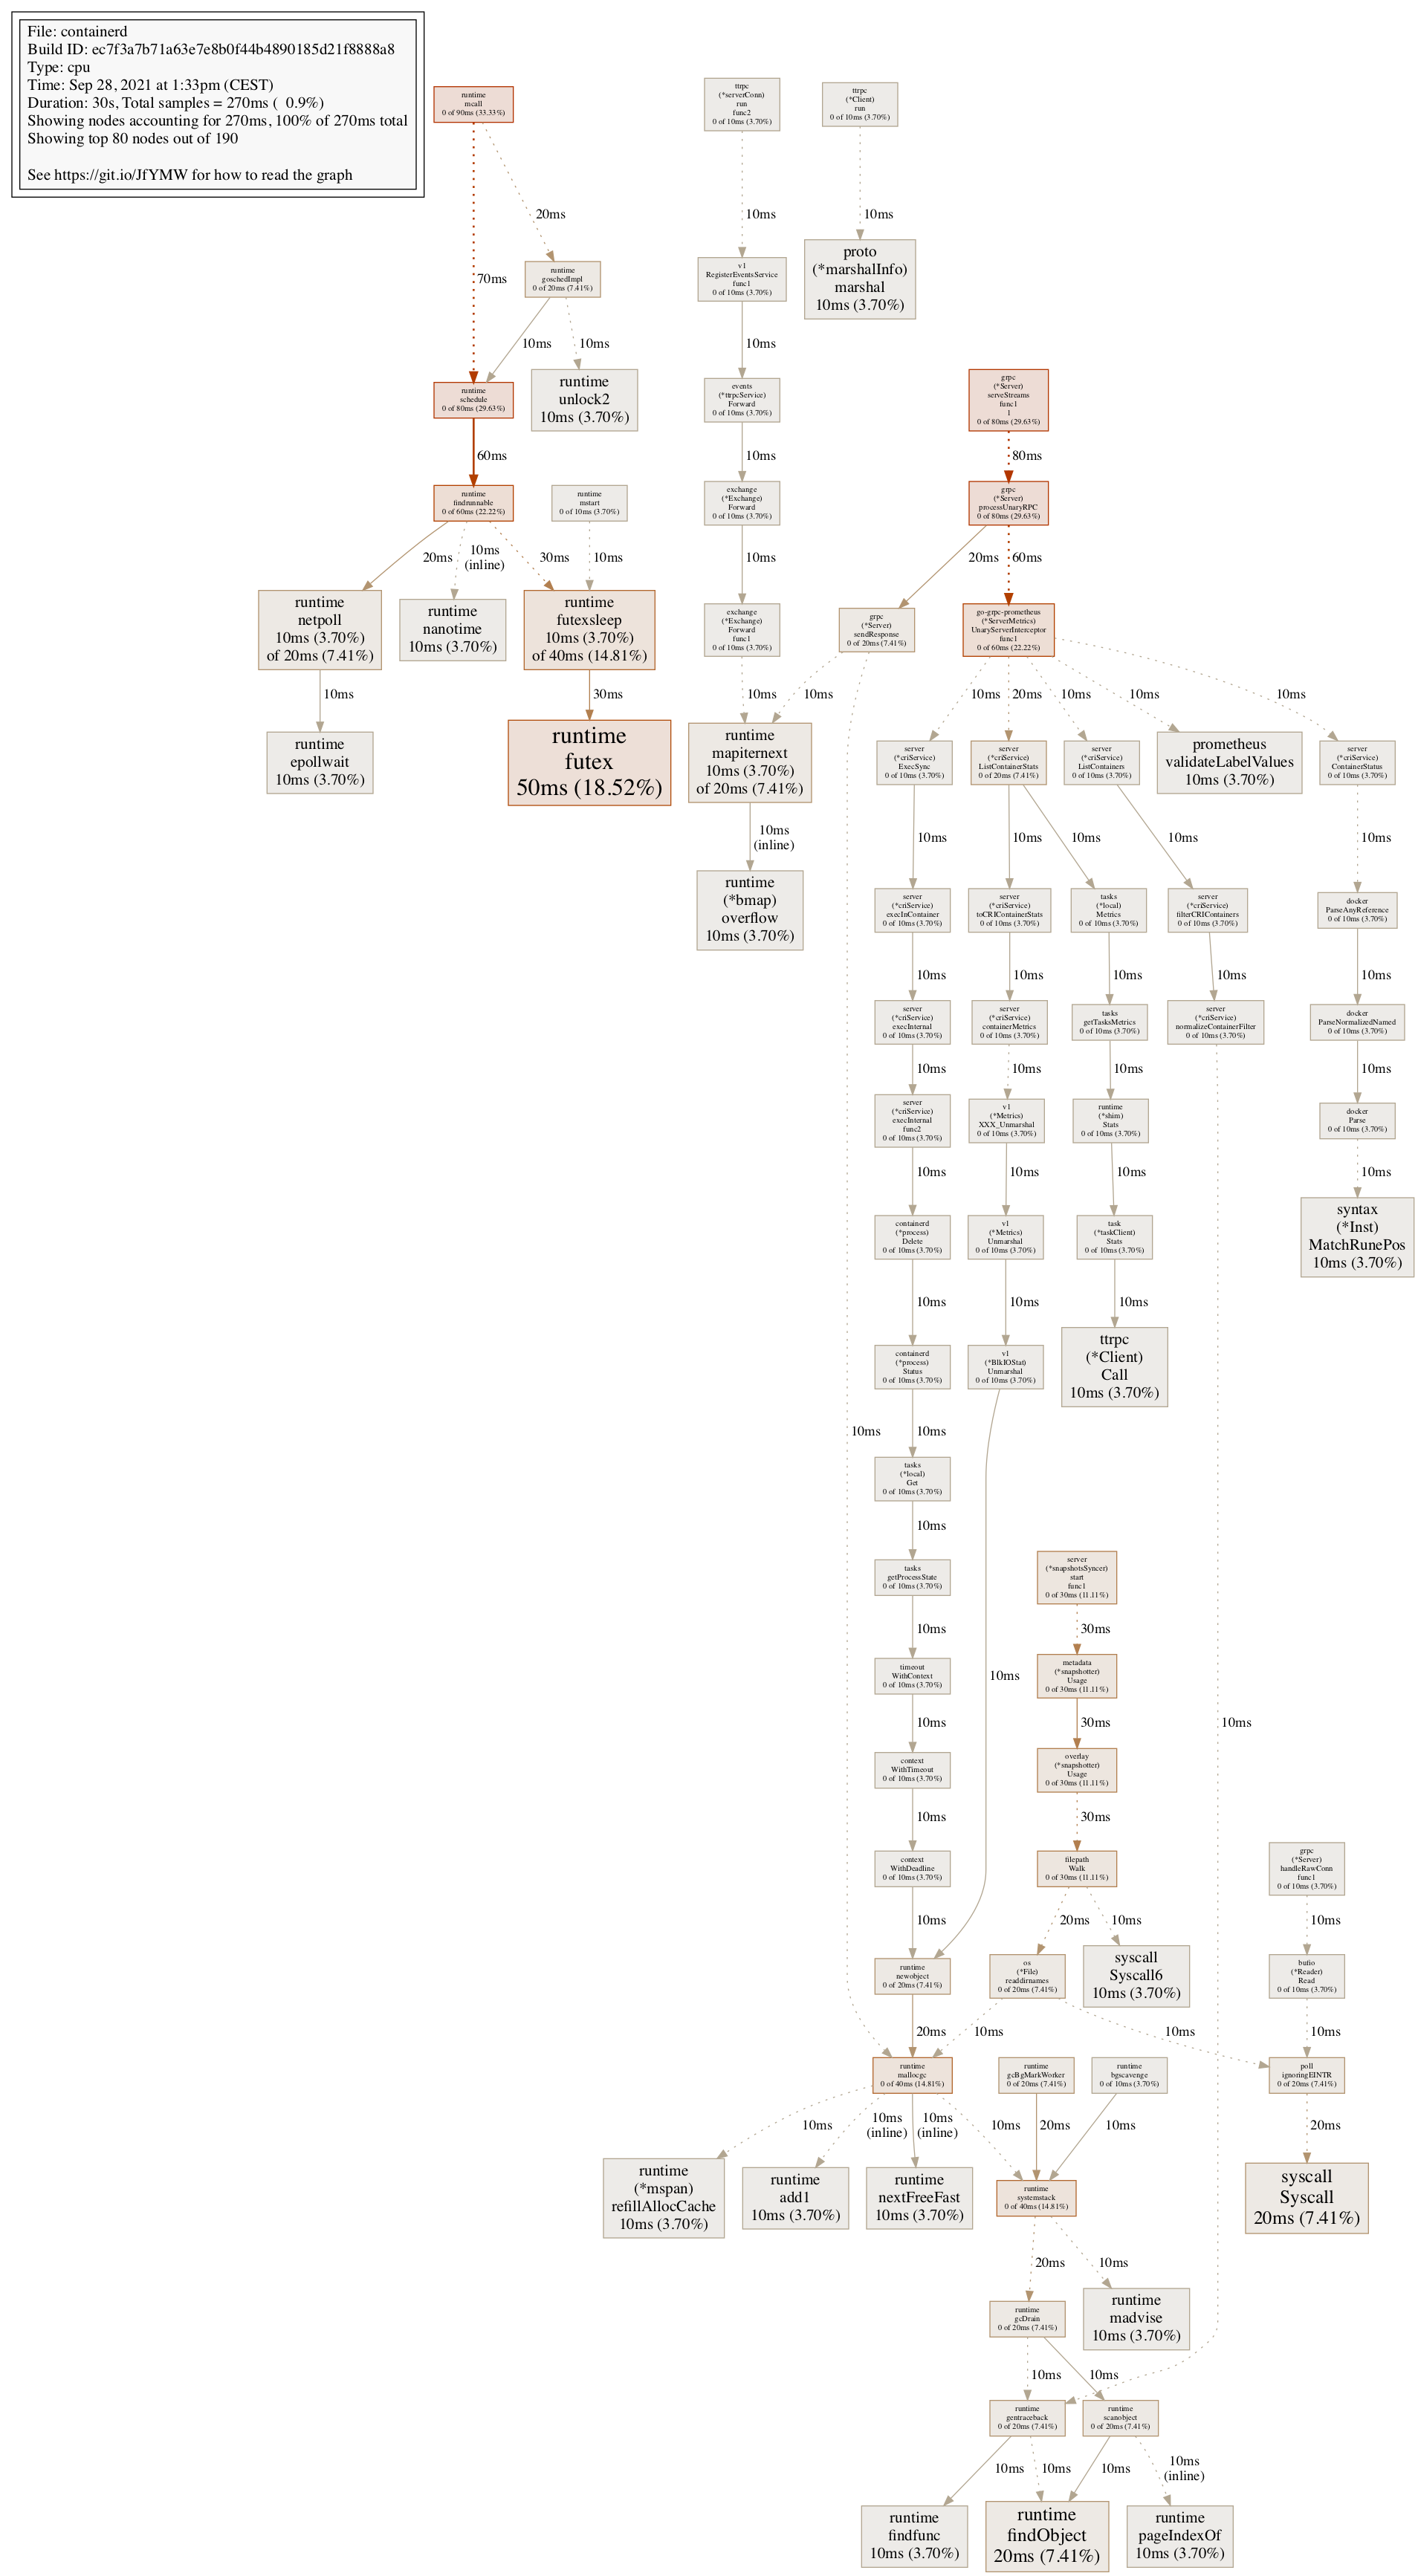 File: containerd
Build ID: ec7f3a7b71a63e7e8b0f44b4890185d21f8888a8
Type: cpu
Time: Sep 28, 2021 at 1:33pm (CEST)
Duration: 30s, Total samples = 270ms (  0.9%)
Showing nodes accounting for 270ms, 100% of 270ms total
Showing top 80 nodes out of 190
See https://git.io/JfYMW for how to read the graph
runtime
mcall
0 of 90ms (33.33%)
ttrpc
(*serverConn)
run
func2
0 of 10ms (3.70%)
ttrpc
(*Client)
run
0 of 10ms (3.70%)
20ms
10ms
10ms
70ms
runtime
goschedImpl
0 of 20ms (7.41%)
v1
RegisterEventsService
func1
0 of 10ms (3.70%)
proto
(*marshalInfo)
marshal
10ms (3.70%)
10ms
10ms
10ms
runtime
schedule
0 of 80ms (29.63%)
runtime
unlock2
10ms (3.70%)
events
(*ttrpcService)
Forward
0 of 10ms (3.70%)
grpc
(*Server)
serveStreams
func1
1
0 of 80ms (29.63%)
60ms
10ms
80ms
runtime
findrunnable
0 of 60ms (22.22%)
runtime
mstart
0 of 10ms (3.70%)
exchange
(*Exchange)
Forward
0 of 10ms (3.70%)
grpc
(*Server)
processUnaryRPC
0 of 80ms (29.63%)
20ms
10ms
(inline)
30ms
10ms
10ms
20ms
60ms
runtime
netpoll
10ms (3.70%)
of 20ms (7.41%)
runtime
nanotime
10ms (3.70%)
runtime
futexsleep
10ms (3.70%)
of 40ms (14.81%)
exchange
(*Exchange)
Forward
func1
0 of 10ms (3.70%)
grpc
(*Server)
sendResponse
0 of 20ms (7.41%)
go-grpc-prometheus
(*ServerMetrics)
UnaryServerInterceptor
func1
0 of 60ms (22.22%)
10ms
30ms
10ms
10ms
10ms
20ms
10ms
10ms
10ms
runtime
epollwait
10ms (3.70%)
runtime
futex
50ms (18.52%)
runtime
mapiternext
10ms (3.70%)
of 20ms (7.41%)
server
(*criService)
ExecSync
0 of 10ms (3.70%)
server
(*criService)
ListContainerStats
0 of 20ms (7.41%)
server
(*criService)
ListContainers
0 of 10ms (3.70%)
prometheus
validateLabelValues
10ms (3.70%)
server
(*criService)
ContainerStatus
0 of 10ms (3.70%)
10ms
(inline)
10ms
10ms
10ms
10ms
10ms
runtime
(*bmap)
overflow
10ms (3.70%)
server
(*criService)
execInContainer
0 of 10ms (3.70%)
server
(*criService)
toCRIContainerStats
0 of 10ms (3.70%)
tasks
(*local)
Metrics
0 of 10ms (3.70%)
server
(*criService)
filterCRIContainers
0 of 10ms (3.70%)
docker
ParseAnyReference
0 of 10ms (3.70%)
10ms
10ms
10ms
10ms
10ms
server
(*criService)
execInternal
0 of 10ms (3.70%)
server
(*criService)
containerMetrics
0 of 10ms (3.70%)
tasks
getTasksMetrics
0 of 10ms (3.70%)
server
(*criService)
normalizeContainerFilter
0 of 10ms (3.70%)
docker
ParseNormalizedNamed
0 of 10ms (3.70%)
10ms
10ms
10ms
10ms
server
(*criService)
execInternal
func2
0 of 10ms (3.70%)
v1
(*Metrics)
XXX_Unmarshal
0 of 10ms (3.70%)
runtime
(*shim)
Stats
0 of 10ms (3.70%)
docker
Parse
0 of 10ms (3.70%)
10ms
10ms
10ms
10ms
containerd
(*process)
Delete
0 of 10ms (3.70%)
v1
(*Metrics)
Unmarshal
0 of 10ms (3.70%)
task
(*taskClient)
Stats
0 of 10ms (3.70%)
syntax
(*Inst)
MatchRunePos
10ms (3.70%)
10ms
10ms
10ms
containerd
(*process)
Status
0 of 10ms (3.70%)
v1
(*BlkIOStat)
Unmarshal
0 of 10ms (3.70%)
ttrpc
(*Client)
Call
10ms (3.70%)
10ms
10ms
tasks
(*local)
Get
0 of 10ms (3.70%)
10ms
server
(*snapshotsSyncer)
start
func1
0 of 30ms (11.11%)
tasks
getProcessState
0 of 10ms (3.70%)
10ms
30ms
timeout
WithContext
0 of 10ms (3.70%)
10ms
metadata
(*snapshotter)
Usage
0 of 30ms (11.11%)
10ms
30ms
10ms
context
WithTimeout
0 of 10ms (3.70%)
overlay
(*snapshotter)
Usage
0 of 30ms (11.11%)
10ms
30ms
context
WithDeadline
0 of 10ms (3.70%)
filepath
Walk
0 of 30ms (11.11%)
grpc
(*Server)
handleRawConn
func1
0 of 10ms (3.70%)
10ms
20ms
10ms
10ms
runtime
newobject
0 of 20ms (7.41%)
os
(*File)
readdirnames
0 of 20ms (7.41%)
syscall
Syscall6
10ms (3.70%)
bufio
(*Reader)
Read
0 of 10ms (3.70%)
20ms
10ms
10ms
10ms
runtime
mallocgc
0 of 40ms (14.81%)
runtime
gcBgMarkWorker
0 of 20ms (7.41%)
runtime
bgscavenge
0 of 10ms (3.70%)
poll
ignoringEINTR
0 of 20ms (7.41%)
10ms
10ms
(inline)
10ms
(inline)
10ms
20ms
10ms
20ms
runtime
(*mspan)
refillAllocCache
10ms (3.70%)
runtime
add1
10ms (3.70%)
runtime
nextFreeFast
10ms (3.70%)
runtime
systemstack
0 of 40ms (14.81%)
syscall
Syscall
20ms (7.41%)
20ms
10ms
runtime
gcDrain
0 of 20ms (7.41%)
runtime
madvise
10ms (3.70%)
10ms
10ms
runtime
gentraceback
0 of 20ms (7.41%)
runtime
scanobject
0 of 20ms (7.41%)
10ms
10ms
10ms
10ms
(inline)
runtime
findfunc
10ms (3.70%)
runtime
findObject
20ms (7.41%)
runtime
pageIndexOf
10ms (3.70%)